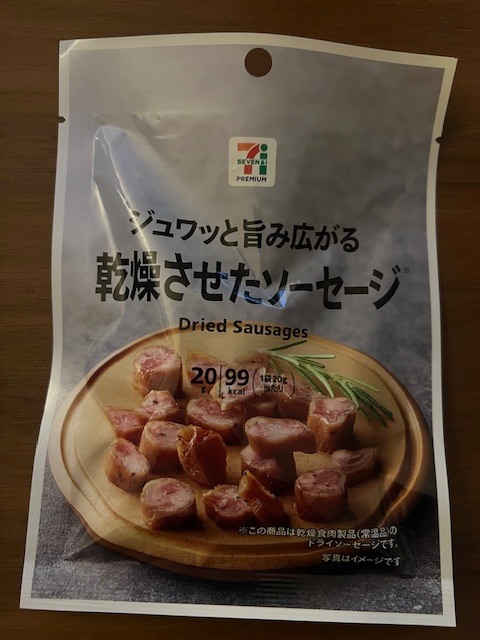 7i
SEVEN&i
PREMIUM
ジュワッと旨み広がる
乾燥させたソーセージ※
Dried Sausages
20g 99kcal (1袋20g当たり)
※この商品は乾燥食肉製品(常温品)の
ドライソーセージです。
写真はイメージです